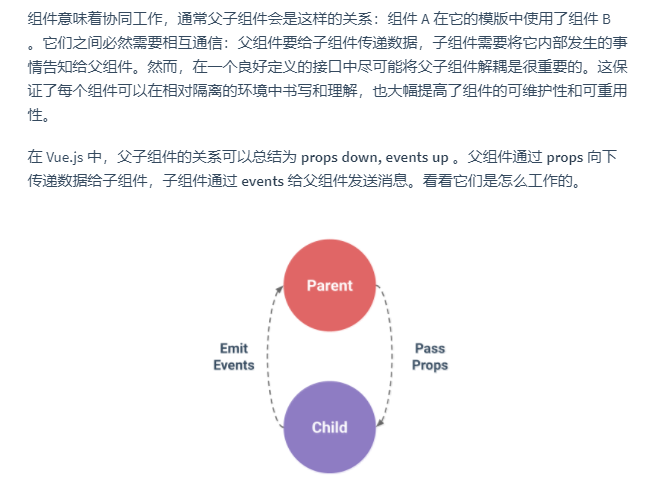 组件意味着协同工作，通常父子组件会是这样的关系：组件 A 在它的模版中使用了组件 B
。它们之间必然需要相互通信：父组件要给子组件传递数据，子组件需要将它内部发生的事
情告知给父组件。然而，在一个良好定义的接口中尽可能将父子组件解耦是很重要的。这保
证了每个组件可以在相对隔离的环境中书写和理解，也大幅提高了组件的可维护性和可重用
性。
在 Vue.js 中，父子组件的关系可以总结为 props down, events up 。父组件通过 props 向下
传递数据给子组件，子组件通过 events 给父组件发送消息。看看它们是怎么工作的。
Parent
Emit
Events
Pass
Props
Child